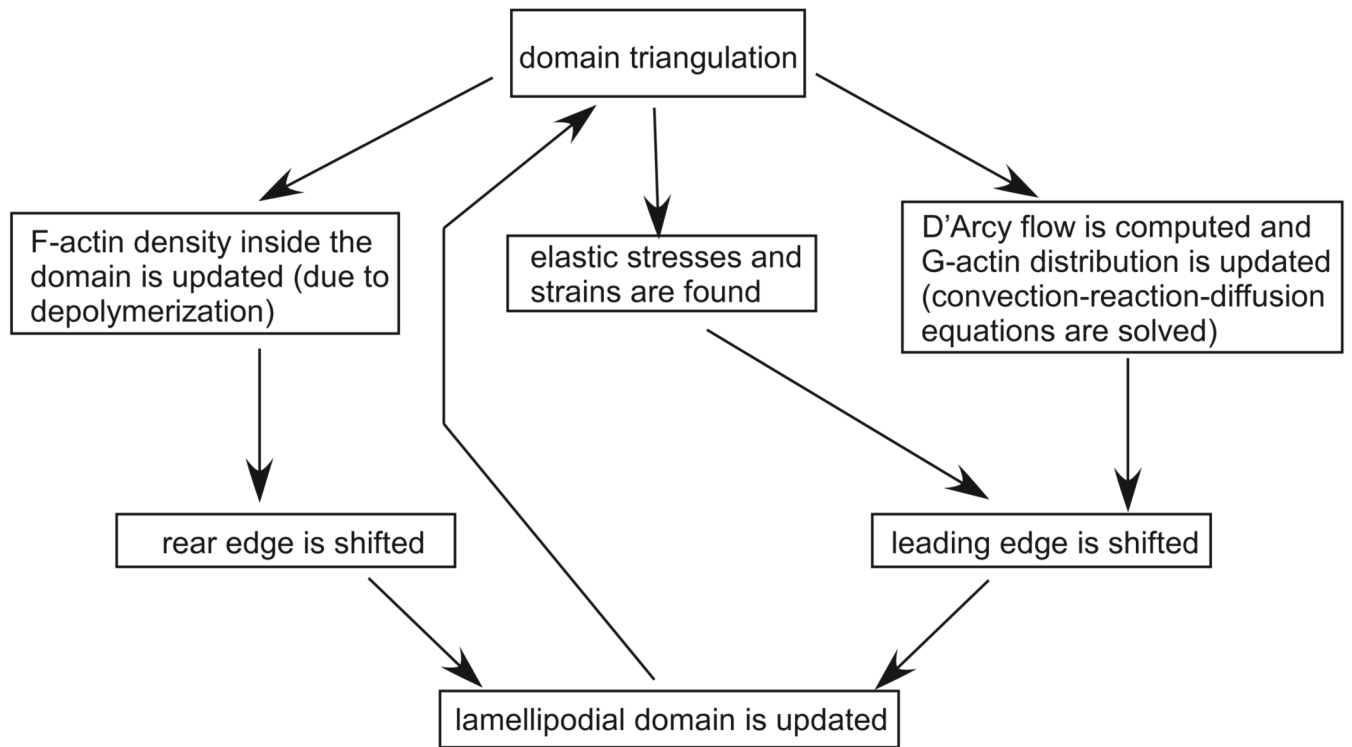 domain triangulation
F-actin density inside the
domain is updated (due to
depolymerization)
elastic stresses and
strains are found
D'Arcy flow is computed and
G-actin distribution is updated
(convection-reaction-diffusion
equations are solved)
rear edge is shifted
leading edge is shifted
lamellipodial domain is updated